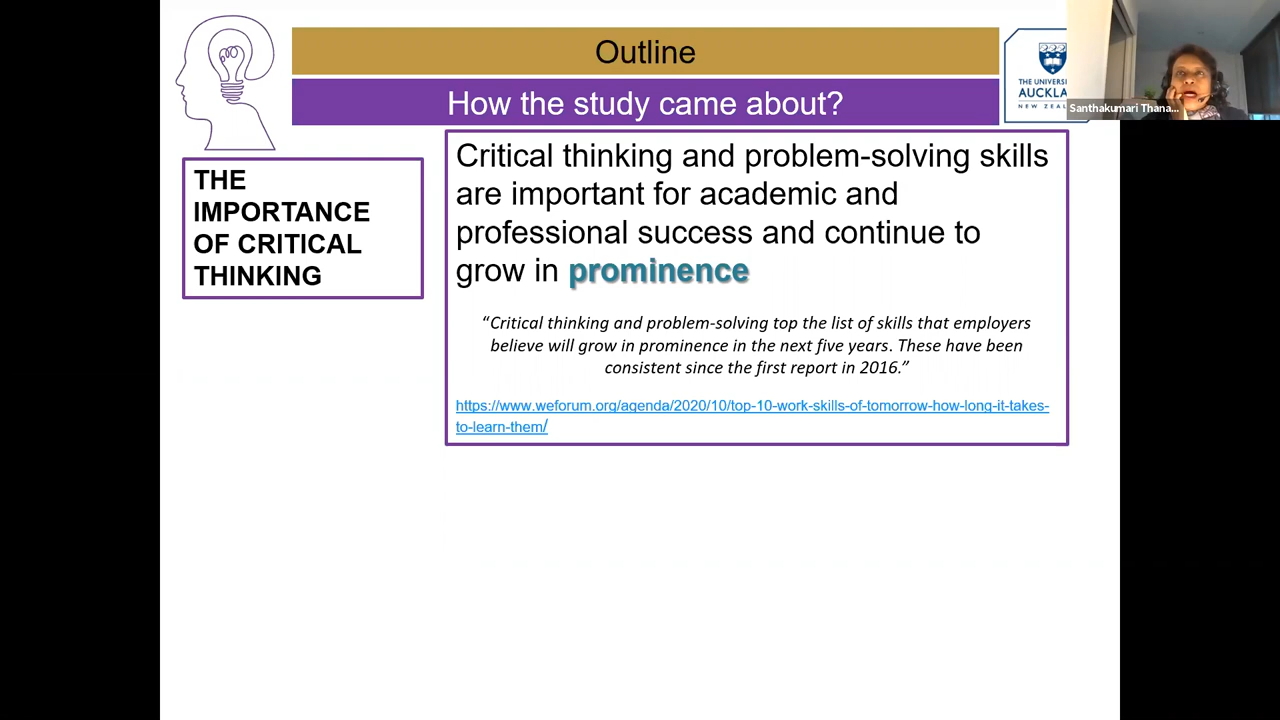 Outline
How the study came about?
THE UNIVERS
AUCKLA
NEW ZEAL
Santhakumari Thana...
THE
IMPORTANCE
OF CRITICAL
THINKING
Critical thinking and problem-solving skills
are important for academic and
professional success and continue to
grow in prominence
“Critical thinking and problem-solving top the list of skills that employers
believe will grow in prominence in the next five years. These have been
consistent since the first report in 2016.”
https://www.weforum.org/agenda/2020/10/top-10-work-skills-of-tomorrow-how-long-it-takes-
to-learn-them/